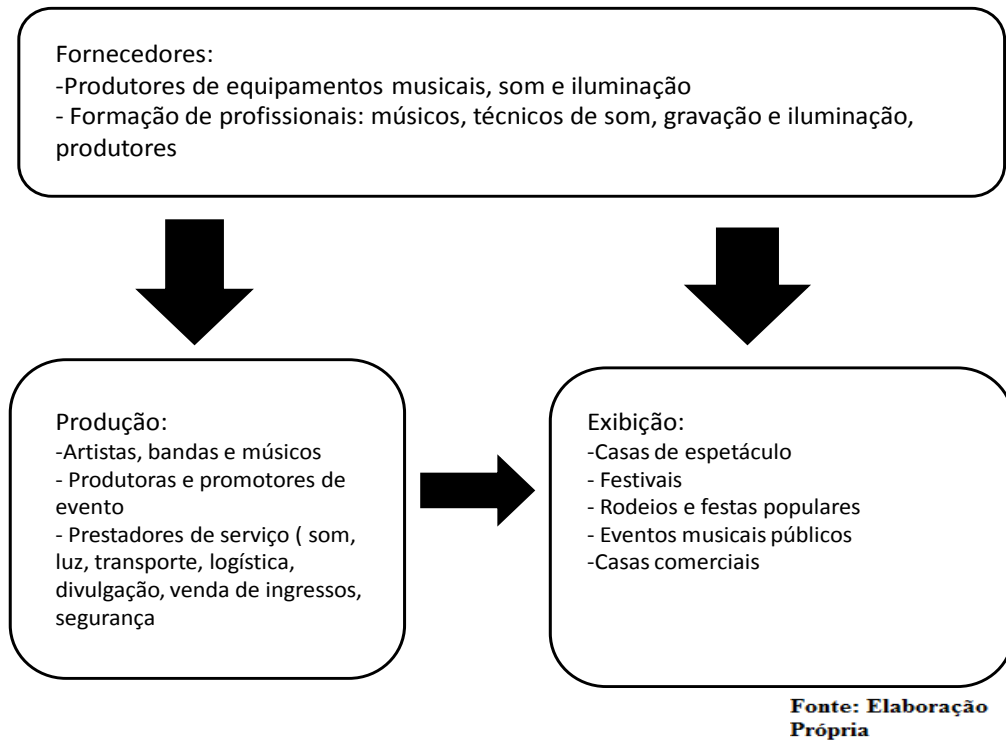 Fornecedores:
-Produtores de equipamentos musicais, som e iluminação
- Formação de profissionais: músicos, técnicos de som, gravação e iluminação,
produtores
Produção:
-Artistas, bandas e músicos
- Produtoras e promotores de
evento
- Prestadores de serviço ( som,
luz, transporte, logística,
divulgação, venda de ingressos,
segurança
Exibição:
-Casas de espetáculo
- Festivais
- Rodeios e festas populares
- Eventos musicais públicos
-Casas comerciais
Fonte: Elaboração
Própria